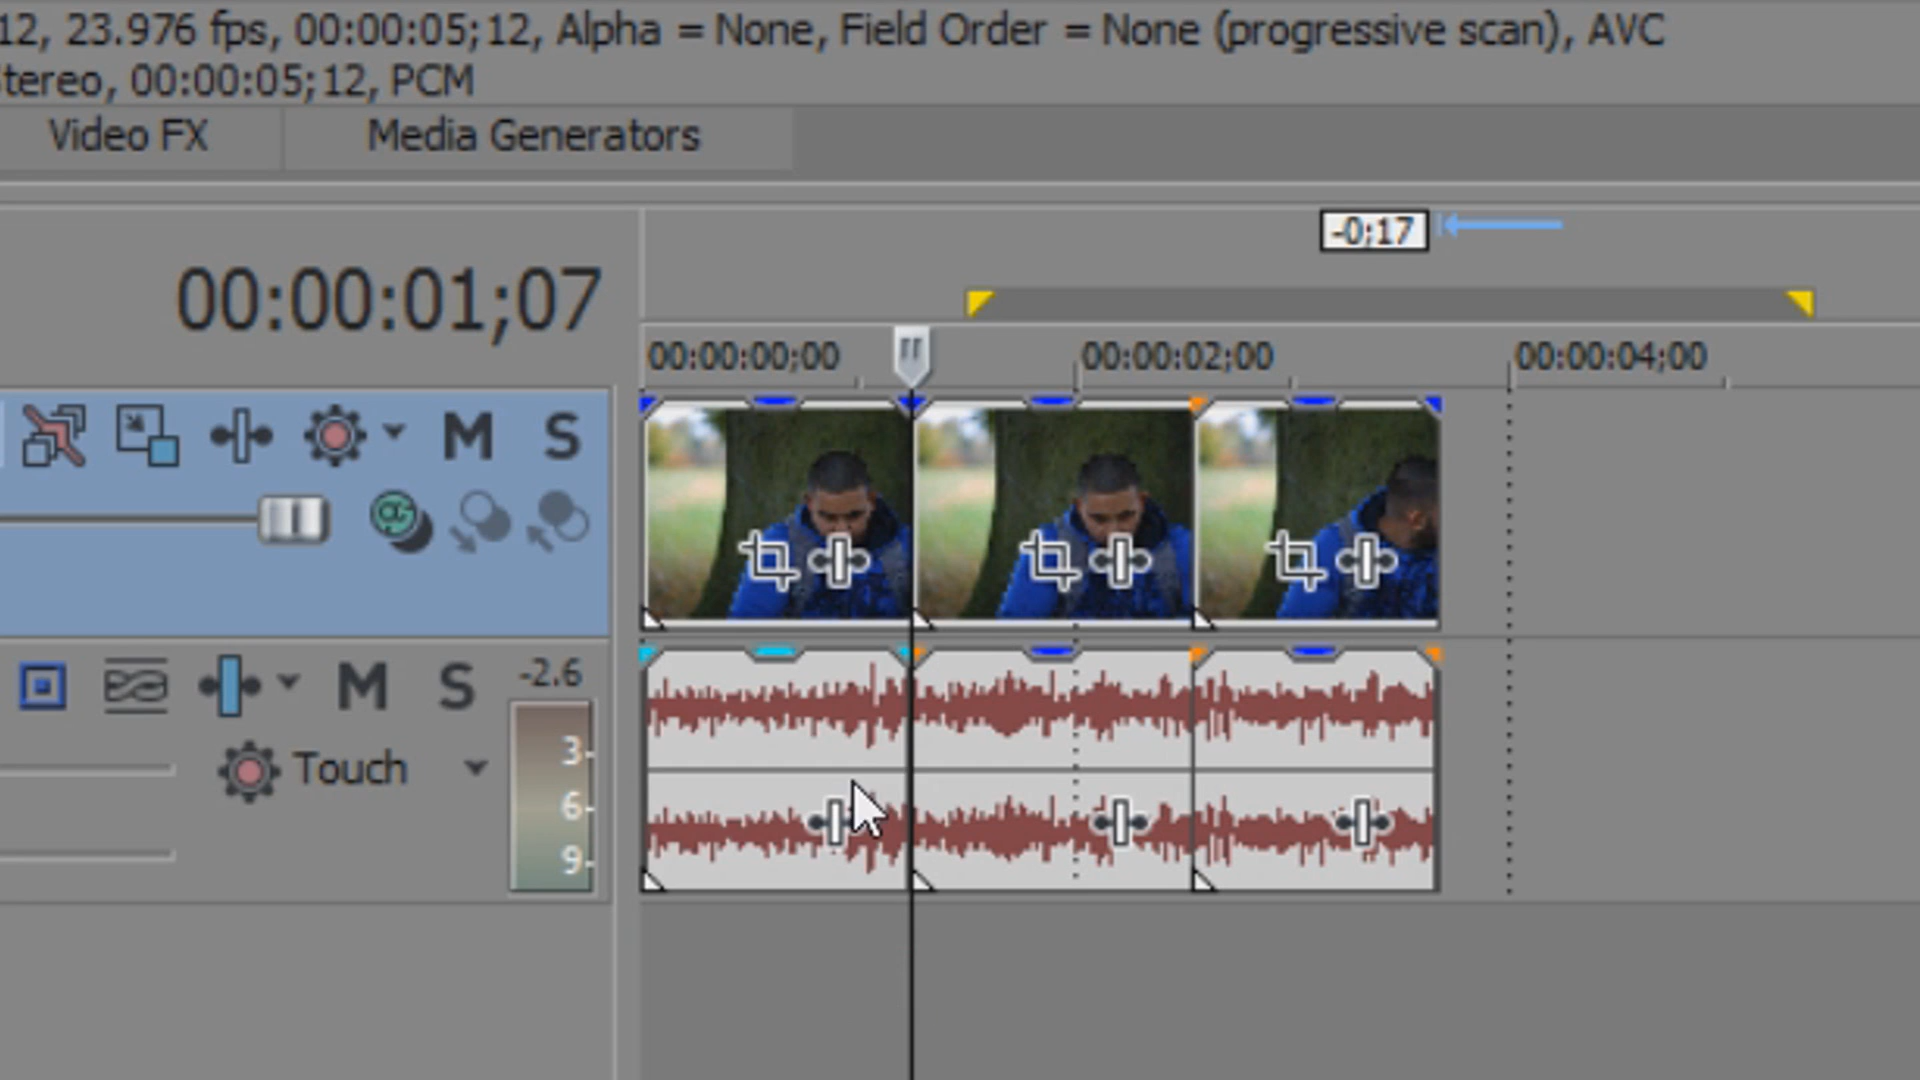 12, 23.976 fps, 00:00:05;12, Alpha = None, Field Order = None (progressive scan), AVC
Stereo, 00:00:05;12, PCM
Video FX
Media Generators
-0;17
00:00:01;07
00:00:00;00
00:00:02;00
00:00:04;00
M
S
M
S
-2.6
3-
Touch
6-
9-